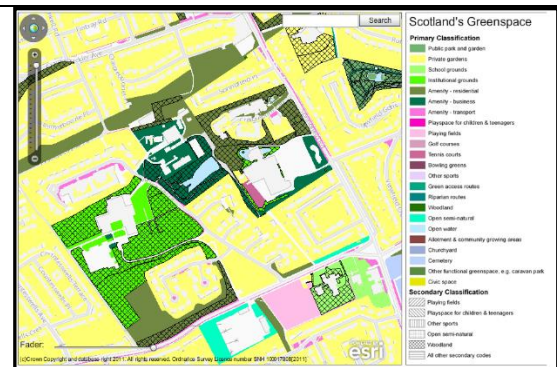 Search
Scotland's Greenspace
Primary Classification
Public park and garden
Private gardens
School grounds
Institutional grounds
Amenity - residential
Amenity - business
Amenity - transport
Playspace for children & teenagers
Playing fields
Golf courses
Tennis courts
Bowling greens
Other sports
Green access routes
Riparian routes
Woodland
Open semi-natural
Open water
Allotment & community growing areas
Churchyard
Cemetery
Other functional greenspace, e.g. caravan park
Civic space
Secondary Classification
Playing fields
Playspace for children & teenagers
Other sports
Open semi-natural
Woodland
All other secondary codes
Fader:
(c)Crown Copyright and database right 2011. All rights reserved. Ordnance Survey Licence number SNH 100017908[2011]
esri